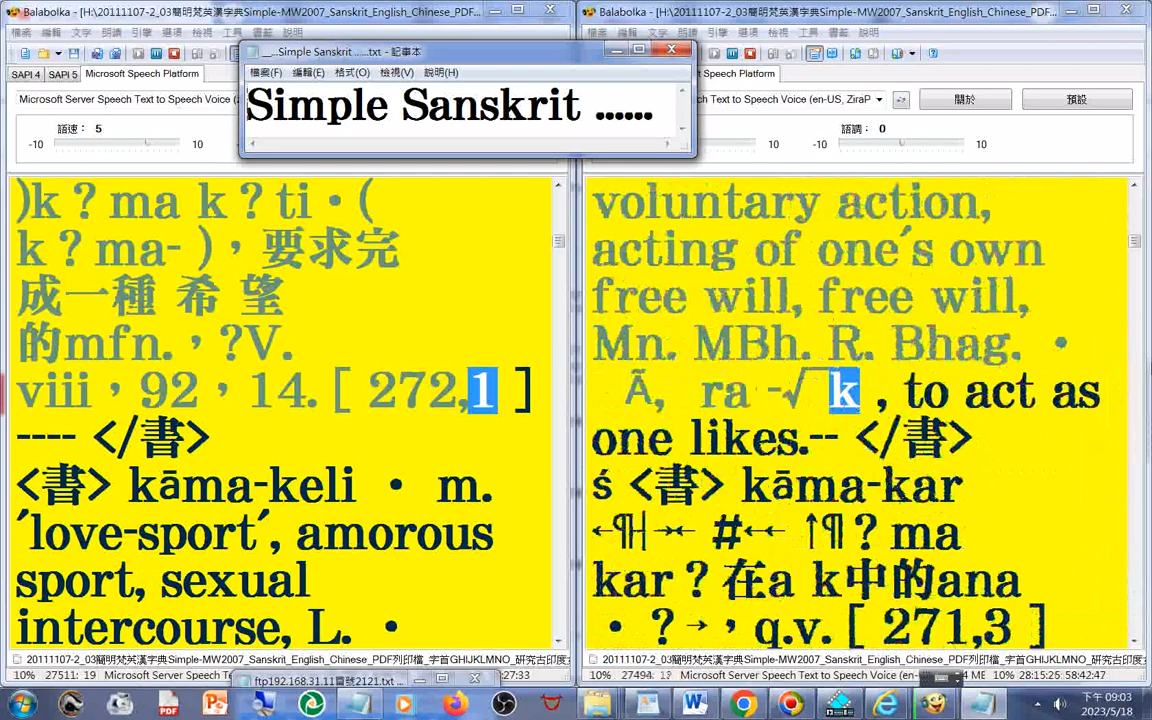 Balabolka - [H:\20111107-2_03簡明梵英漢字典Simple-MW2007_Sanskrit_English_Chinese_PDF...
SAPI 4 SAPI 5 Microsoft Speech Platform
Microsoft Server Speech Text to Speech Voice (
語速： 5
-10 10
)k？ma k？ti·(
k？ma-)，要求完
成一種 希 望
的mfn.，?V.
viii，92，14. [ 272,1 ]
---- </書>
<書> kāma-keli • m.
'love-sport', amorous
sport, sexual
intercourse, L. •
20111107-2_03簡明梵英漢字典Simple-MW2007_Sanskrit_English_Chinese_PDF列印檔_字首GHIJKLMNO_研究古印度
10% 27511: 19 Microsoft Server Speech Text to Speech Voice
27:33
__...Simple Sanskrit ......txt - 記事本
檔案(F) 編輯(E) 格式(O) 檢視(V) 說明(H)
Simple Sanskrit ......
Balabolka - [H:\20111107-2_03簡明梵英漢字典Simple-MW2007_Sanskrit_English_Chinese_PDF...
Speech Platform
h Text to Speech Voice (en-US, ZiraP
關於
預設
語調： 0
10 -10 10
voluntary action,
acting of one's own
free will, free will,
Mn. MBh. R. Bhag. •
Ā, ra -√ k , to act as
one likes.-- </書>
ś <書> kāma-kar
←¶ #←← ↑¶？ma
kar？在a k中的ana
•？→，q.v. [ 271,3 ]
20111107-2_03簡明梵英漢字典Simple-MW2007_Sanskrit_English_Chinese_PDF列印檔_字首GHIJKLMNO_研究古印度
10% 27494: 19 Microsoft Server Speech Text to Speech Voice
28:15:25-58:42:47
ftp192.168.31.11冒號2121.txt ...
下午 09:03
2023/5/18